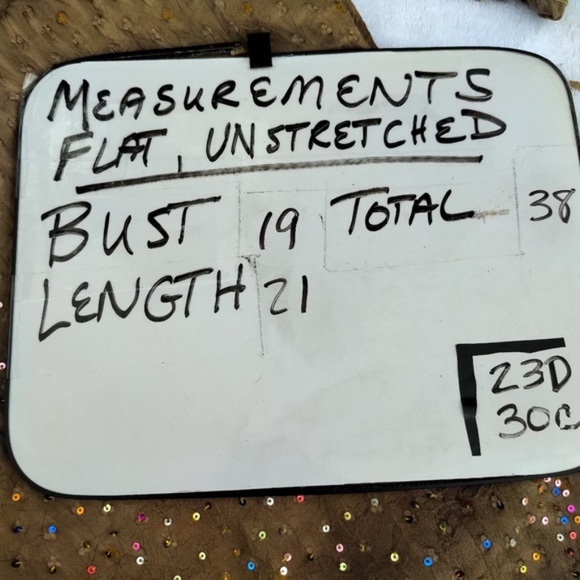 MEASUREMENTS
FLAT, UNSTRETCHED
BUST 19 TOTAL 38
LENGTH 21
23D
30C